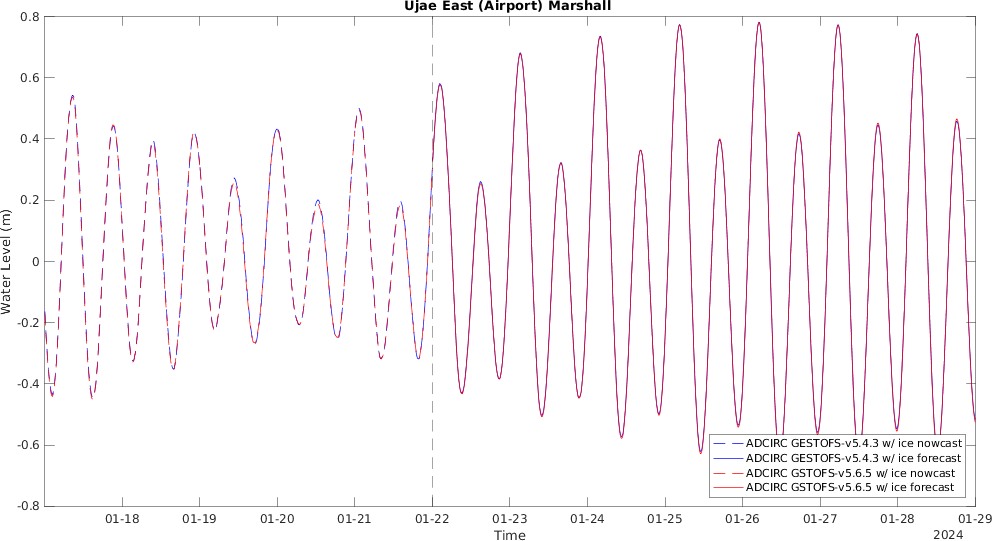 Ujae East (Airport) Marshall
0.8
0.6
0.4
0.2
0
-0.2
-0.4
-0.6
-0.8
Water Level (m)
ADCIRC GESTOFS-v5.4.3 w/ ice nowcast
ADCIRC GESTOFS-v5.4.3 w/ ice forecast
ADCIRC GSTOFS-v5.6.5 w/ ice nowcast
ADCIRC GSTOFS-v5.6.5 w/ ice forecast
01-18 01-19 01-20 01-21 01-22 01-23 01-24 01-25 01-26 01-27 01-28 01-29
Time
2024